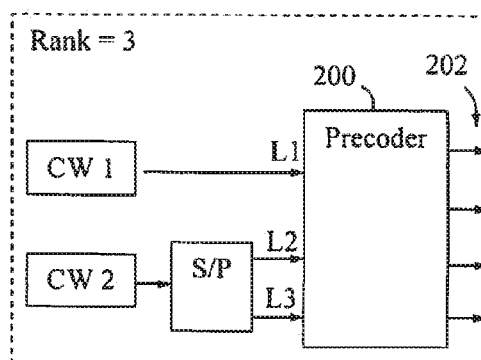 Rank = 3
200
202
Precoder
L1
CW 1
L2
S/P
CW 2
L3